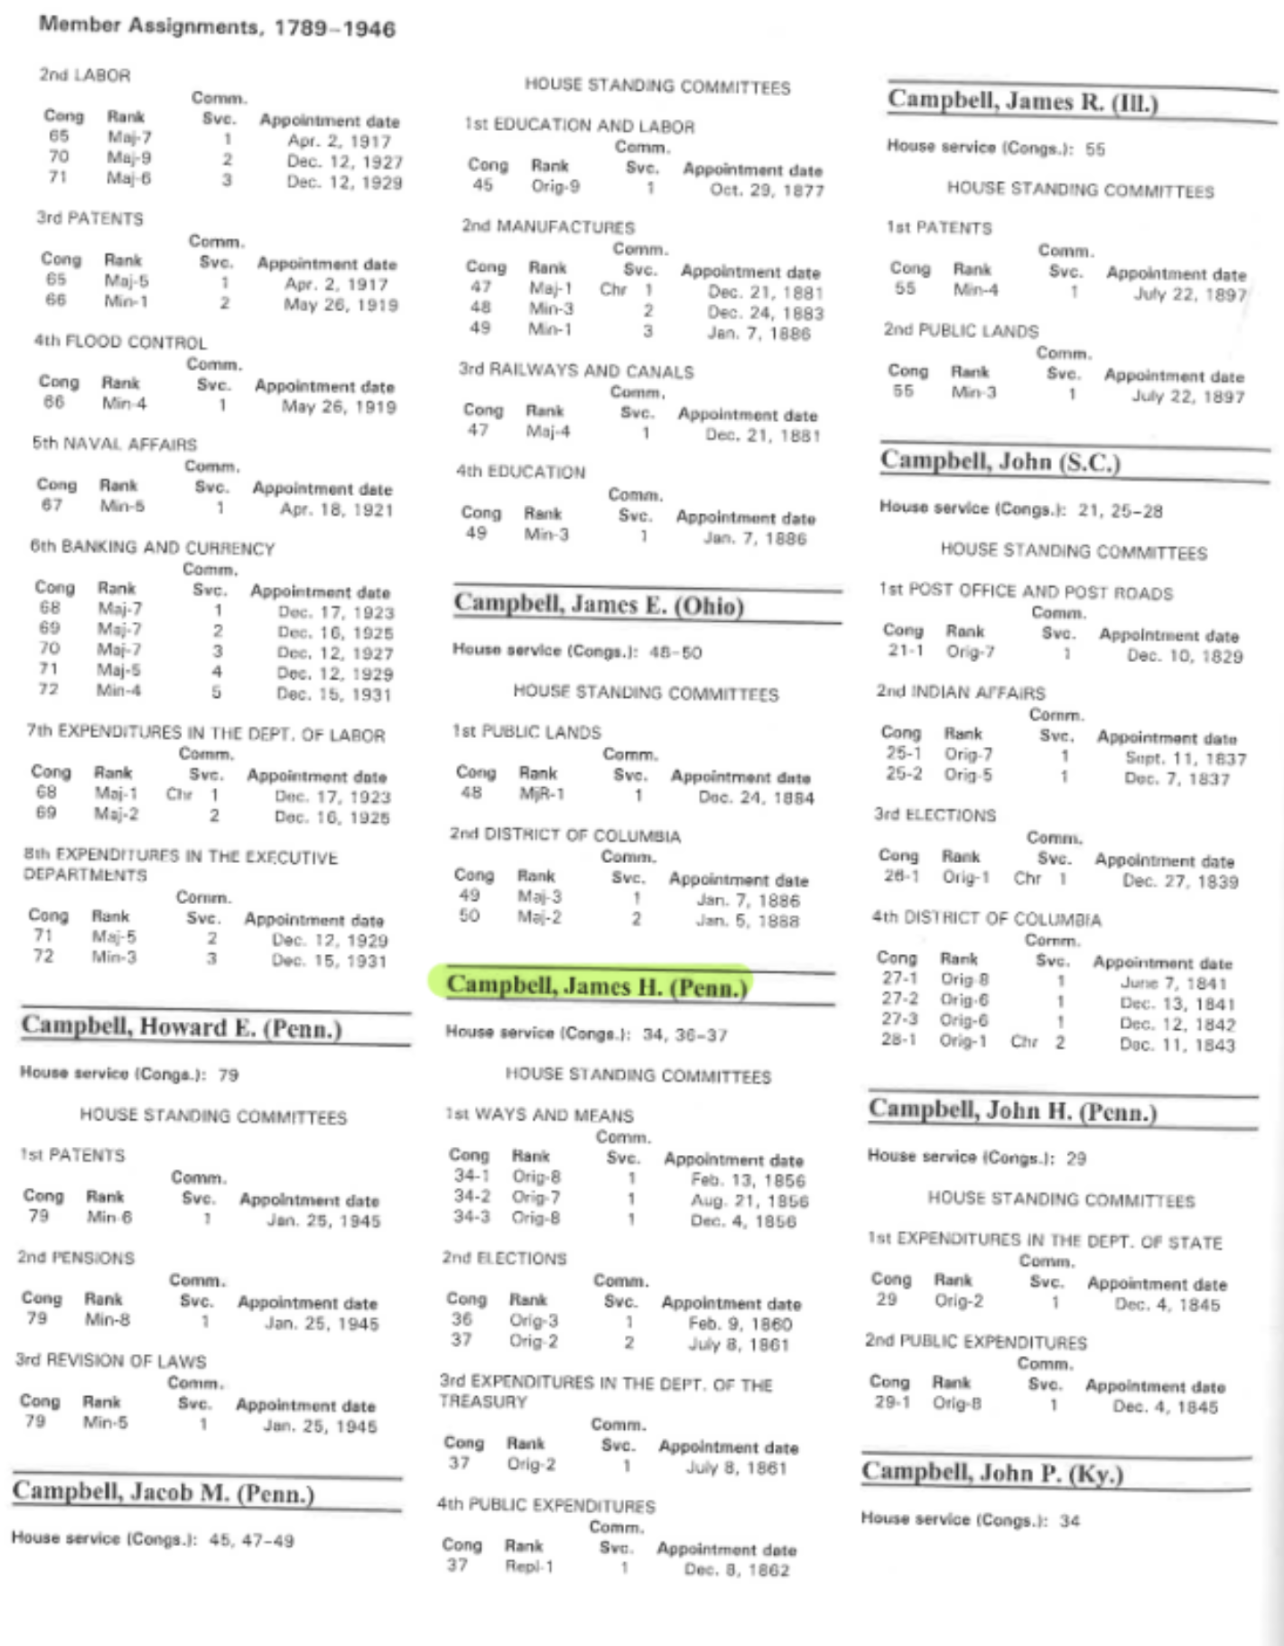 Member Assignments, 1789–1946
2nd LABOR
Comm.
Cong Rank Svc. Appointment date
65 Maj-7 1 Apr. 2, 1917
70 Maj-9 2 Dec. 12, 1927
71 Maj-6 3 Dec. 12, 1929
3rd PATENTS
Comm.
Cong Rank Svc. Appointment date
65 Maj-5 1 Apr. 2, 1917
66 Min-1 2 May 26, 1919
4th FLOOD CONTROL
Comm.
Cong Rank Svc. Appointment date
66 Min-4 1 May 26, 1919
5th NAVAL AFFAIRS
Comm.
Cong Rank Svc. Appointment date
67 Min-5 1 Apr. 18, 1921
6th BANKING AND CURRENCY
Comm.
Cong Rank Svc. Appointment date
68 Maj-7 1 Dec. 17, 1923
69 Maj-7 2 Dec. 16, 1925
70 Maj-7 3 Dec. 12, 1927
71 Maj-5 4 Dec. 12, 1929
72 Min-4 5 Dec. 15, 1931
7th EXPENDITURES IN THE DEPT. OF LABOR
Comm.
Cong Rank Svc. Appointment date
68 Maj-1 Chr 1 Dec. 17, 1923
69 Maj-2 2 Dec. 16, 1925
8th EXPENDITURES IN THE EXECUTIVE
DEPARTMENTS
Comm.
Cong Rank Svc. Appointment date
71 Maj-5 2 Dec. 12, 1929
72 Min-3 3 Dec. 15, 1931
Campbell, Howard E. (Penn.)
House service (Congs.): 79
HOUSE STANDING COMMITTEES
1st PATENTS
Comm.
Cong Rank Svc. Appointment date
79 Min-6 1 Jan. 25, 1945
2nd PENSIONS
Comm.
Cong Rank Svc. Appointment date
79 Min-8 1 Jan. 25, 1945
3rd REVISION OF LAWS
Comm.
Cong Rank Svc. Appointment date
79 Min-5 1 Jan. 25, 1945
Campbell, Jacob M. (Penn.)
House service (Congs.): 45, 47–49
HOUSE STANDING COMMITTEES
1st EDUCATION AND LABOR
Comm.
Cong Rank Svc. Appointment date
45 Orig-9 1 Oct. 29, 1877
2nd MANUFACTURES
Comm.
Cong Rank Svc. Appointment date
47 Maj-1 Chr 1 Dec. 21, 1881
48 Min-3 2 Dec. 24, 1883
49 Min-1 3 Jan. 7, 1886
3rd RAILWAYS AND CANALS
Comm.
Cong Rank Svc. Appointment date
47 Maj-4 1 Dec. 21, 1881
4th EDUCATION
Comm.
Cong Rank Svc. Appointment date
49 Min-3 1 Jan. 7, 1886
Campbell, James E. (Ohio)
House service (Congs.): 48–50
HOUSE STANDING COMMITTEES
1st PUBLIC LANDS
Comm.
Cong Rank Svc. Appointment date
48 MjR-1 1 Dec. 24, 1884
2nd DISTRICT OF COLUMBIA
Comm.
Cong Rank Svc. Appointment date
49 Maj-3 1 Jan. 7, 1886
50 Maj-2 2 Jan. 5, 1888
Campbell, James H. (Penn.)
House service (Congs.): 34, 36–37
HOUSE STANDING COMMITTEES
1st WAYS AND MEANS
Comm.
Cong Rank Svc. Appointment date
34-1 Orig-8 1 Feb. 13, 1856
34-2 Orig-7 1 Aug. 21, 1856
34-3 Orig-8 1 Dec. 4, 1856
2nd ELECTIONS
Comm.
Cong Rank Svc. Appointment date
36 Orig-3 1 Feb. 9, 1860
37 Orig-2 2 July 8, 1861
3rd EXPENDITURES IN THE DEPT. OF THE
TREASURY
Comm.
Cong Rank Svc. Appointment date
37 Orig-2 1 July 8, 1861
4th PUBLIC EXPENDITURES
Comm.
Cong Rank Svc. Appointment date
37 Repl-1 1 Dec. 8, 1862
Campbell, James R. (Ill.)
House service (Congs.): 55
HOUSE STANDING COMMITTEES
1st PATENTS
Comm.
Cong Rank Svc. Appointment date
55 Min-4 1 July 22, 1897
2nd PUBLIC LANDS
Comm.
Cong Rank Svc. Appointment date
55 Min-3 1 July 22, 1897
Campbell, John (S.C.)
House service (Congs.): 21, 25–28
HOUSE STANDING COMMITTEES
1st POST OFFICE AND POST ROADS
Comm.
Cong Rank Svc. Appointment date
21-1 Orig-7 1 Dec. 10, 1829
2nd INDIAN AFFAIRS
Comm.
Cong Rank Svc. Appointment date
25-1 Orig-7 1 Sept. 11, 1837
25-2 Orig-5 1 Dec. 7, 1837
3rd ELECTIONS
Comm.
Cong Rank Svc. Appointment date
26-1 Orig-1 Chr 1 Dec. 27, 1839
4th DISTRICT OF COLUMBIA
Comm.
Cong Rank Svc. Appointment date
27-1 Orig-8 1 June 7, 1841
27-2 Orig-6 1 Dec. 13, 1841
27-3 Orig-6 1 Dec. 12, 1842
28-1 Orig-1 Chr 2 Dec. 11, 1843
Campbell, John H. (Penn.)
House service (Congs.): 29
HOUSE STANDING COMMITTEES
1st EXPENDITURES IN THE DEPT. OF STATE
Comm.
Cong Rank Svc. Appointment date
29 Orig-2 1 Dec. 4, 1845
2nd PUBLIC EXPENDITURES
Comm.
Cong Rank Svc. Appointment date
29-1 Orig-8 1 Dec. 4, 1845
Campbell, John P. (Ky.)
House service (Congs.): 34